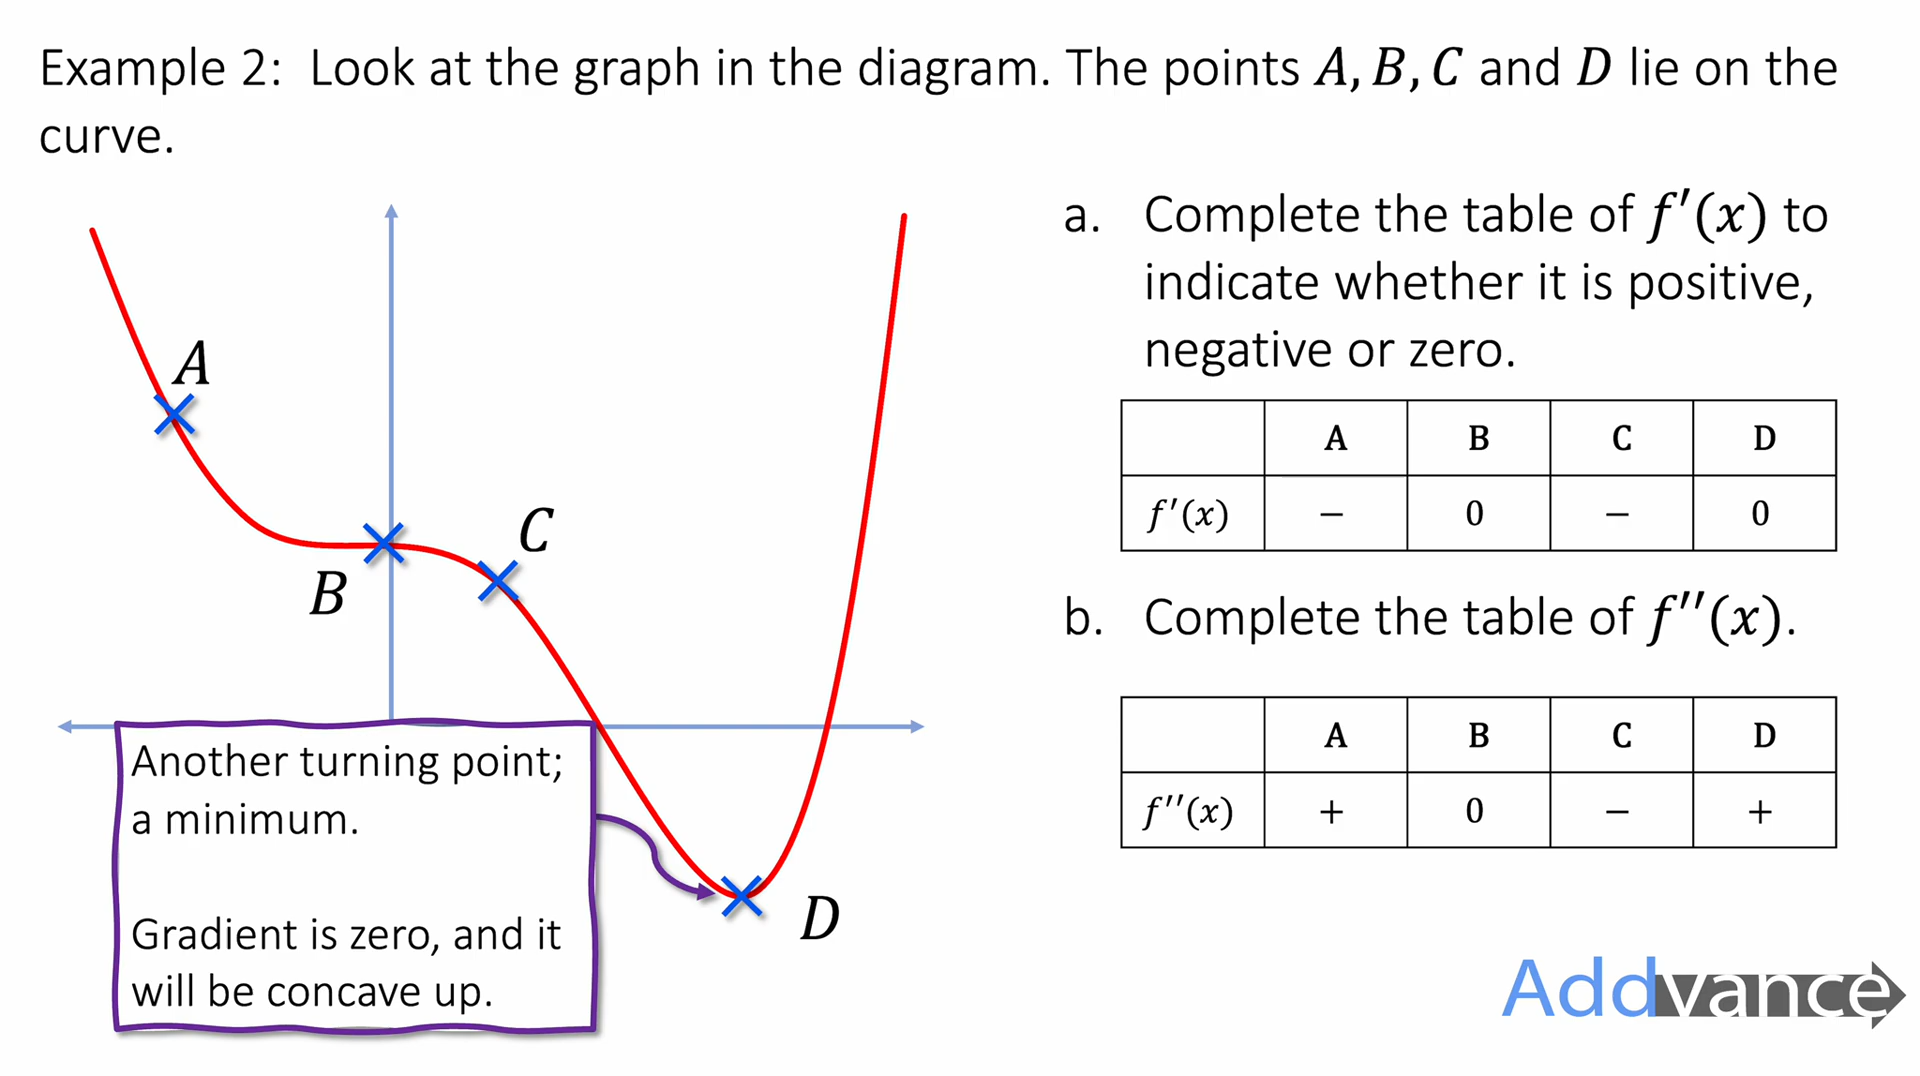 Example 2: Look at the graph in the diagram. The points A, B, C and D lie on the
curve.
a. Complete the table of f′(x) to
indicate whether it is positive,
negative or zero.
A
A B C D
f′(x) − 0 − 0
C
B
b. Complete the table of f′′(x).
A B C D
f′′(x) + 0 − +
Another turning point;
a minimum.
Gradient is zero, and it
will be concave up.
D
Addvance